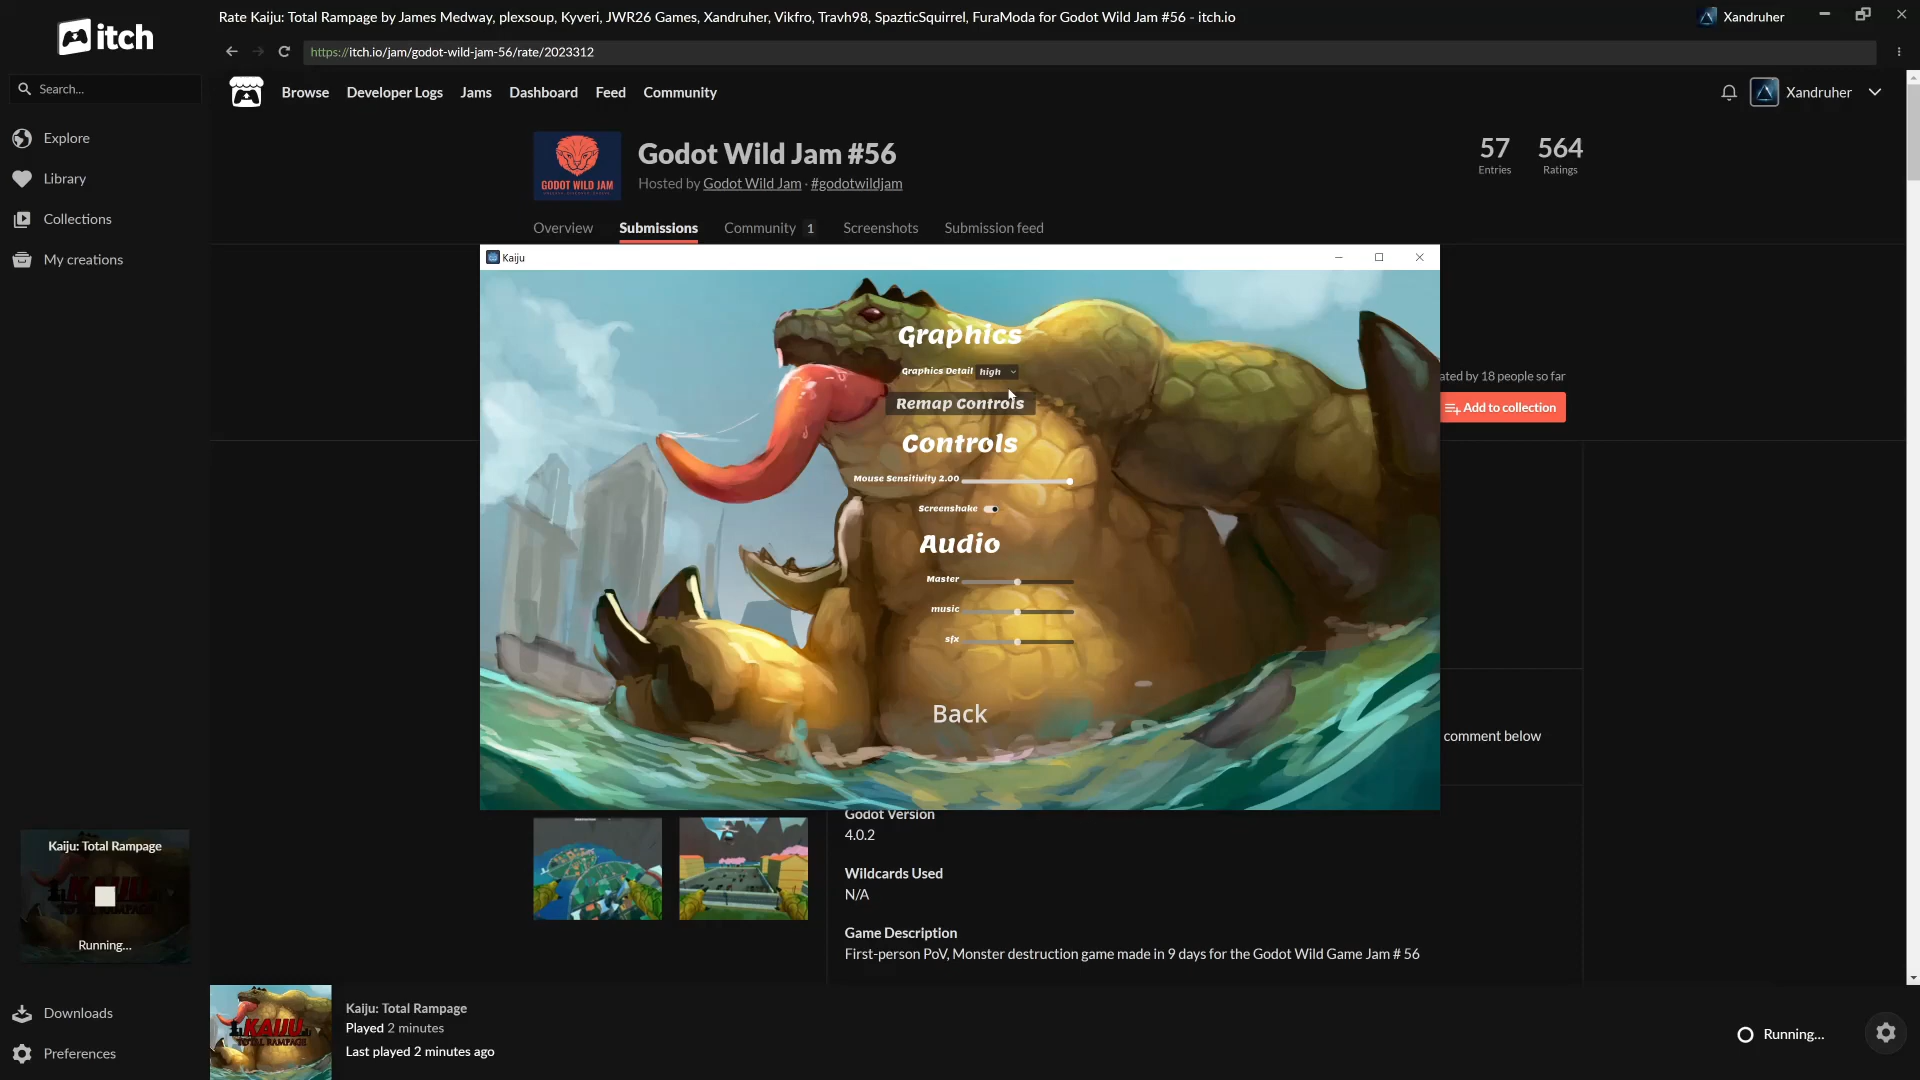 Rate Kaiju: Total Rampage by James Medway, plexsoup, Kyveri, JWR26 Games, Xandruher, Vikfro, Travh98, SpazticSquirrel, FuraModa for Godot Wild Jam #56 - itch.io
Xandruher
itch
https://itch.io/jam/godot-wild-jam-56/rate/2023312
Search...
Browse
Developer Logs
Jams
Dashboard
Feed
Community
Xandruher
Explore
Library
Collections
My creations
GODOT WILD JAM
Godot Wild Jam #56
Hosted by Godot Wild Jam · #godotwildjam
57
Entries
564
Ratings
Overview
Submissions
Community 1
Screenshots
Submission feed
Kaiju
Graphics
Graphics Detail high
Remap Controls
Controls
Mouse Sensitivity 2.00
Screenshake
Audio
Master
music
sfx
Back
ated by 18 people so far
Add to collection
comment below
Godot Version
4.0.2
Wildcards Used
N/A
Game Description
First-person PoV, Monster destruction game made in 9 days for the Godot Wild Game Jam # 56
Kaiju: Total Rampage
KAIJU
TOTAL RAMPAGE
Running...
Downloads
Preferences
KAIJU
TOTAL RAMPAGE
Kaiju: Total Rampage
Played 2 minutes
Last played 2 minutes ago
Running...